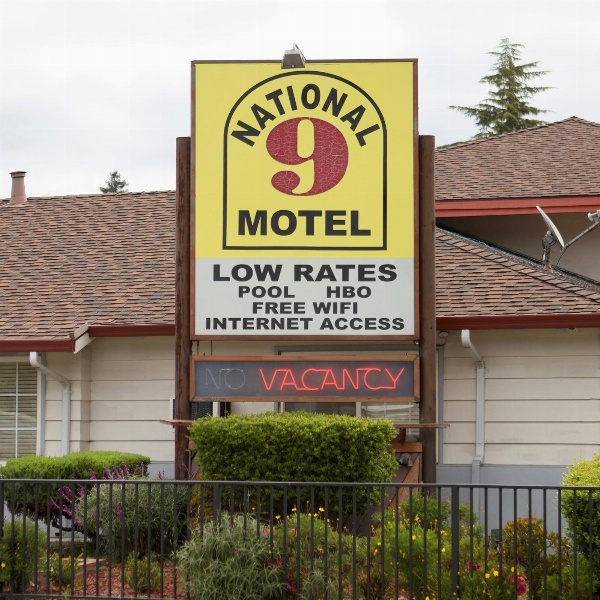 NATIONAL
9
MOTEL
LOW RATES
POOL HBO
FREE WIFI
INTERNET ACCESS
NO VACANCY